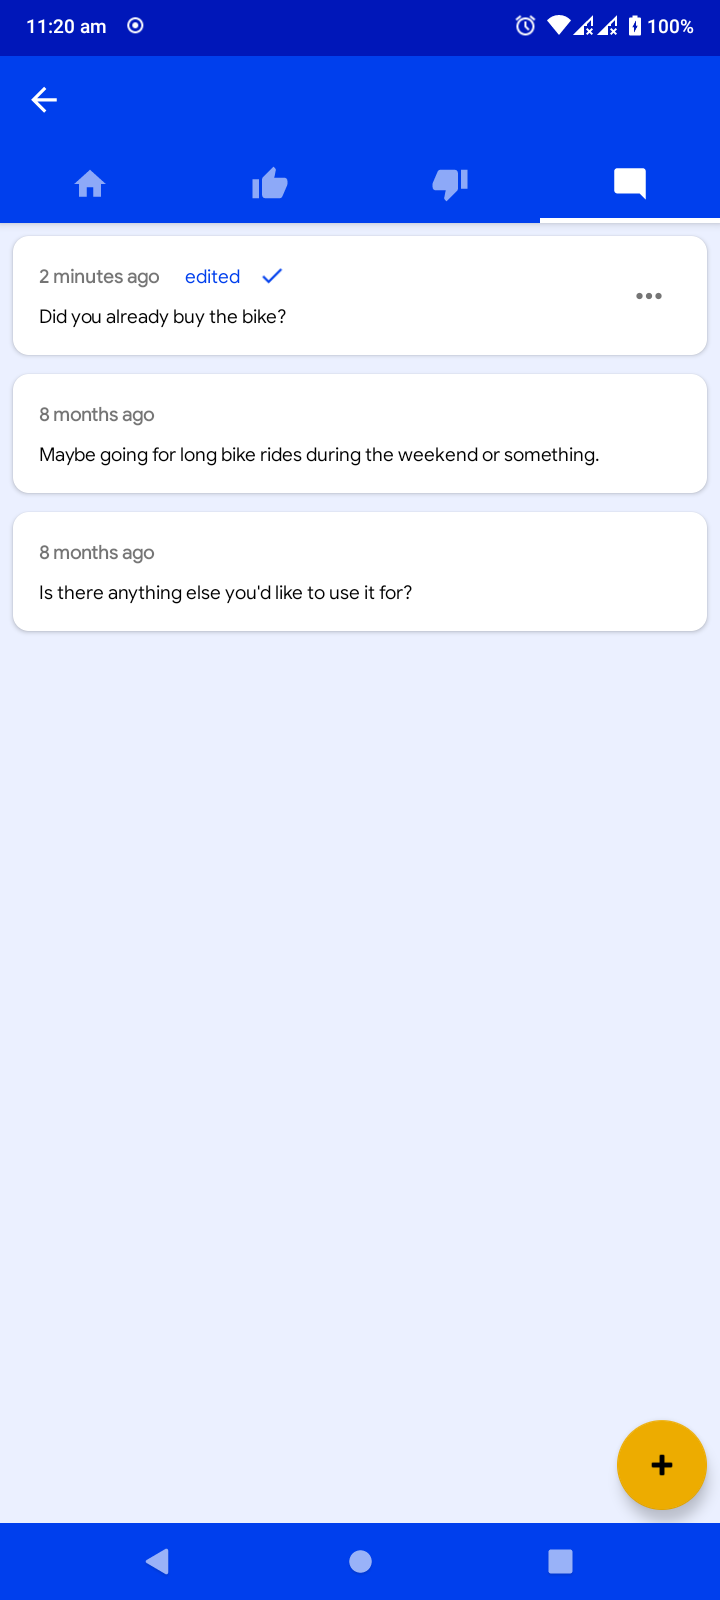 11:20 am 100%
2 minutes ago edited
Did you already buy the bike?
8 months ago
Maybe going for long bike rides during the weekend or something.
8 months ago
Is there anything else you'd like to use it for?